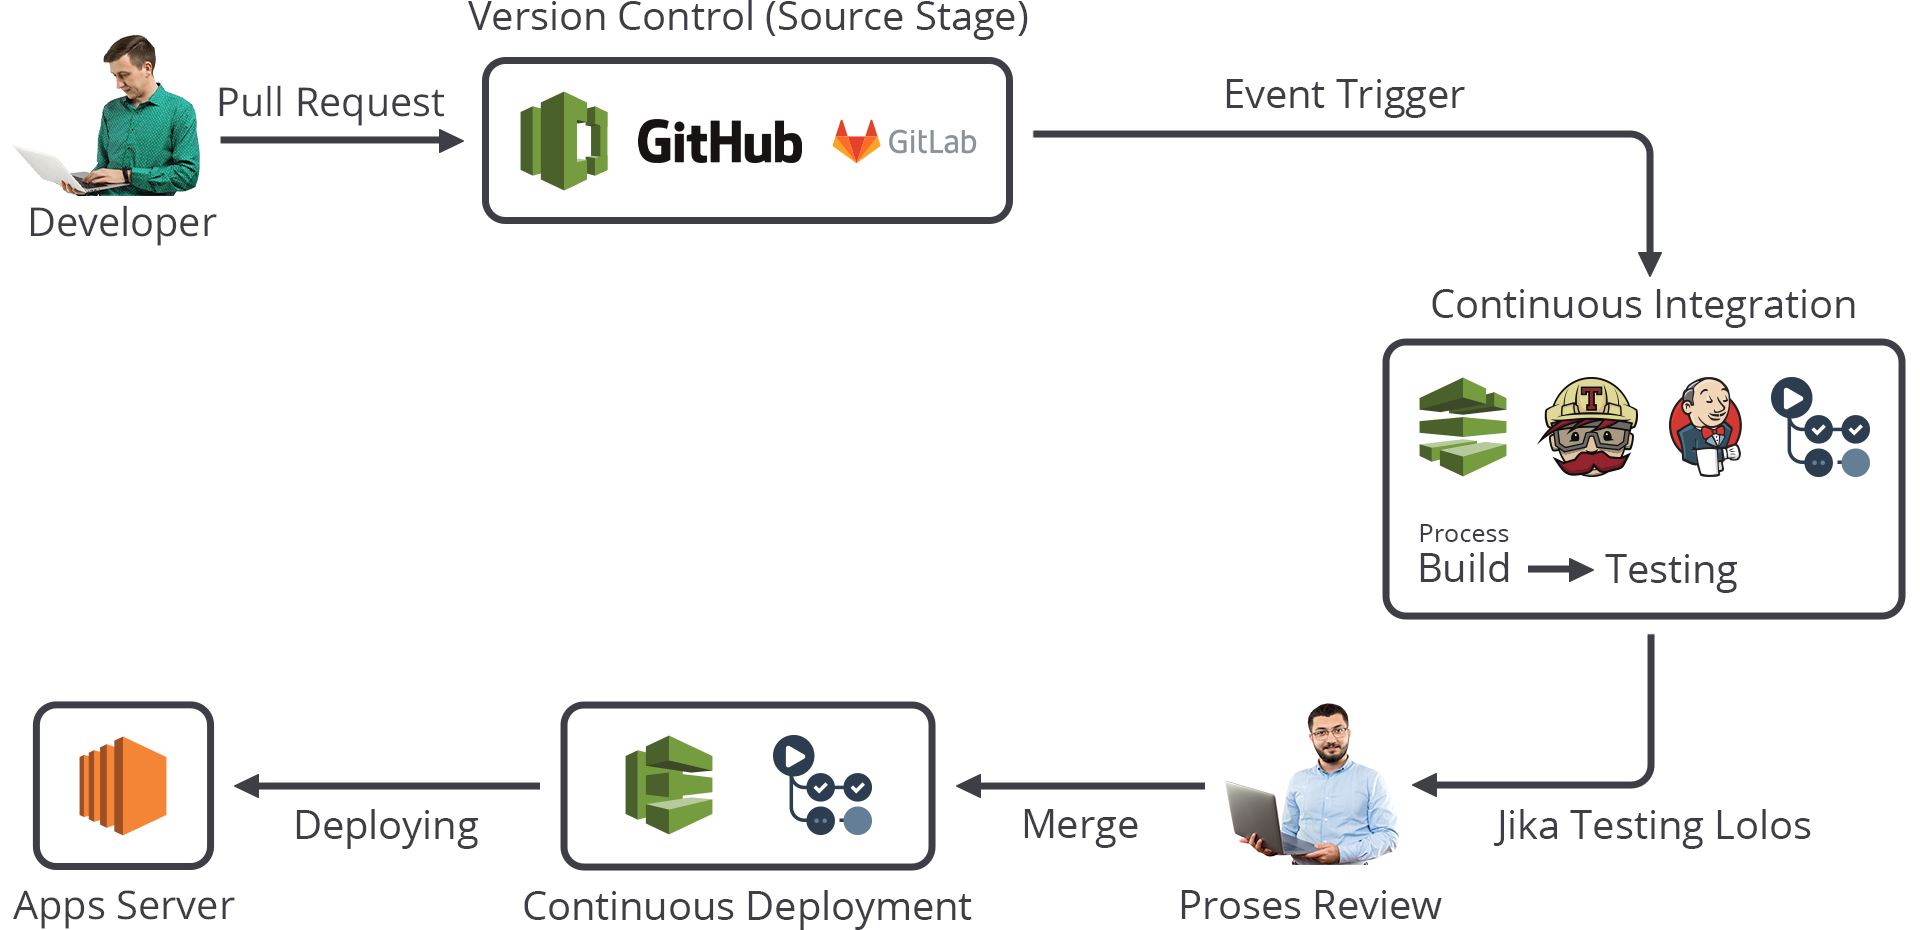 Version Control (Source Stage)
Pull Request
GitHub
GitLab
Developer
Event Trigger
Continuous Integration
T
Process
Build
Testing
Jika Testing Lolos
Proses Review
Merge
Continuous Deployment
Deploying
Apps Server